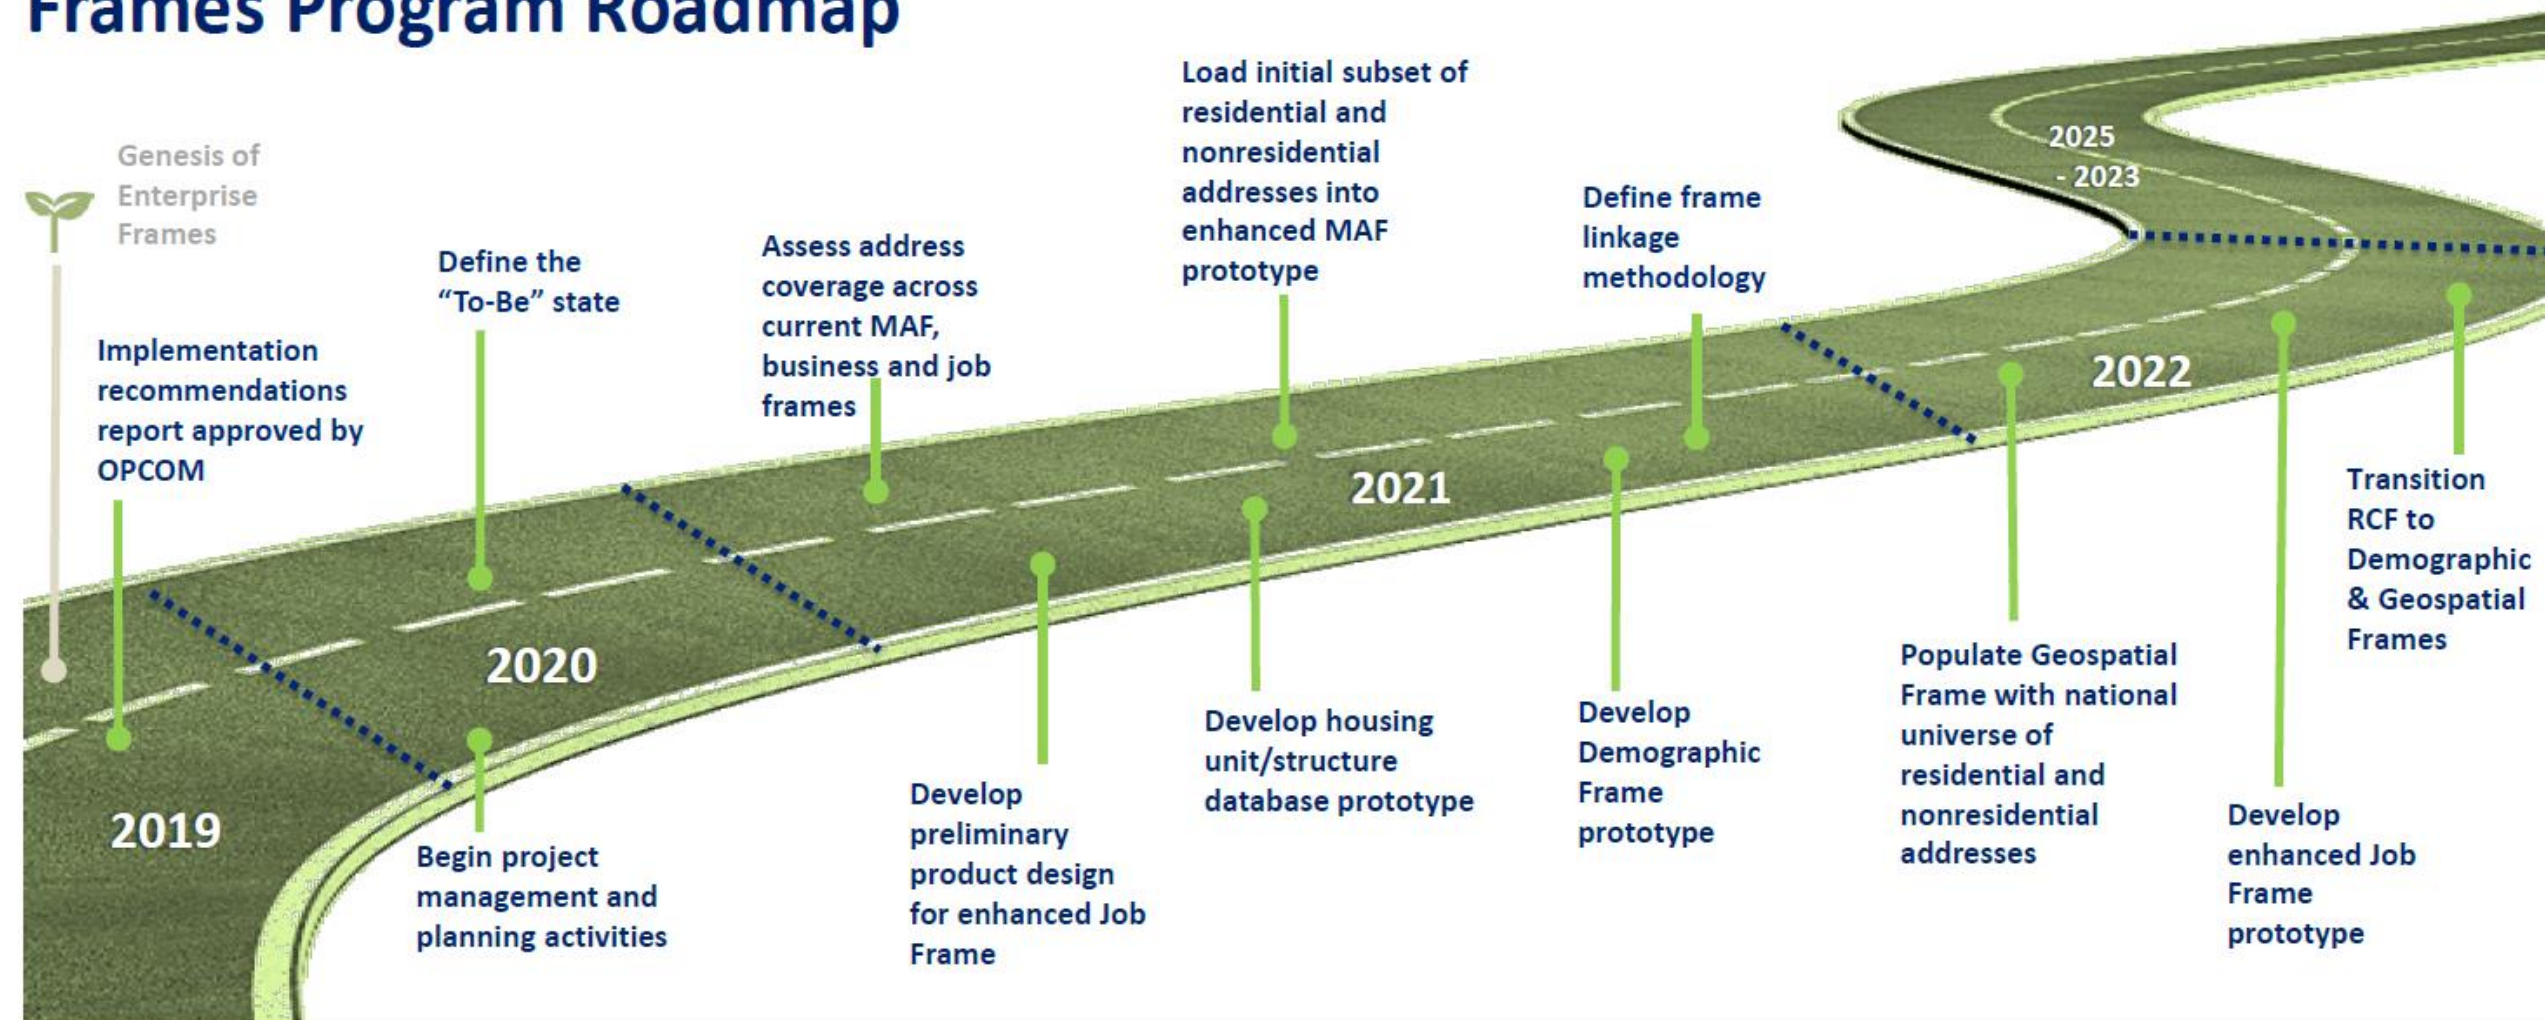 Frames Program Roadmap
Genesis of
Enterprise
Frames
Implementation
recommendations
report approved by
OPCOM
2019
Define the
“To-Be” state
2020
Begin project
management and
planning activities
Assess address
coverage across
current MAF,
business and job
frames
Develop
preliminary
product design
for enhanced Job
Frame
Load initial subset of
residential and
nonresidential
addresses into
enhanced MAF
prototype
2021
Develop housing
unit/structure
database prototype
Define frame
linkage
methodology
Develop
Demographic
Frame
prototype
2022
Populate Geospatial
Frame with national
universe of
residential and
nonresidential
addresses
Develop
enhanced Job
Frame
prototype
Transition
RCF to
Demographic
& Geospatial
Frames
2025
- 2023